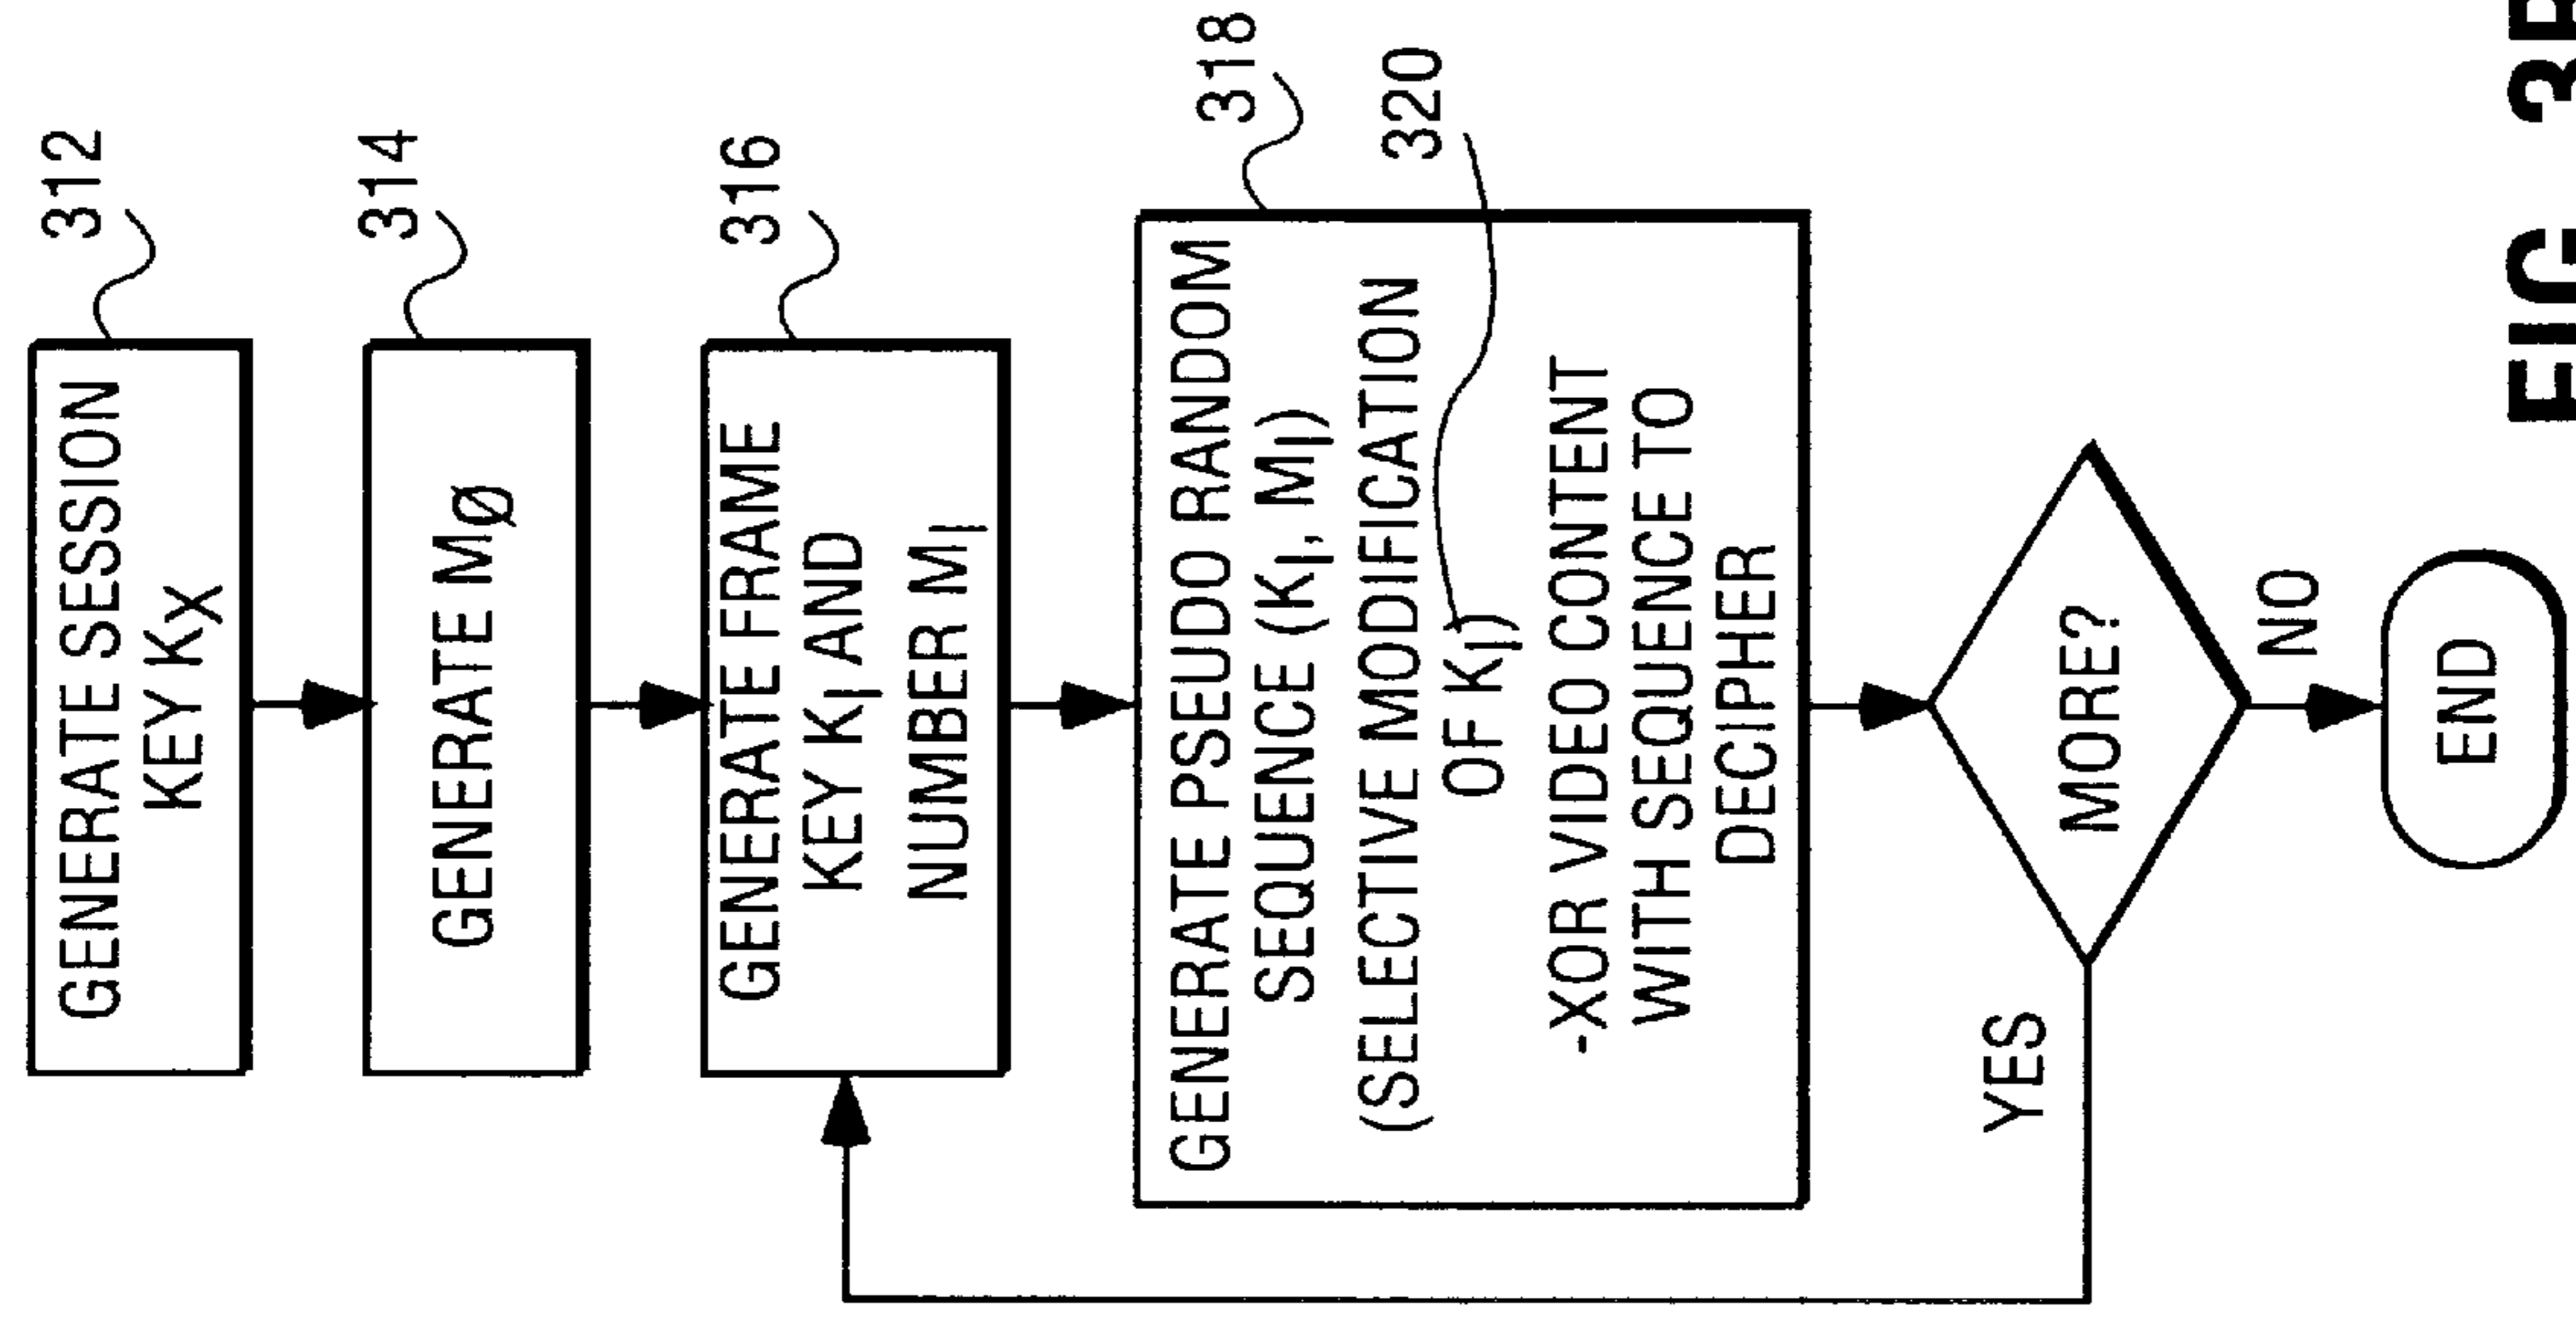 312
GENERATE SESSION
KEY Kx
314
GENERATE MØ
316
GENERATE FRAME
KEY KI AND
NUMBER MI
318
GENERATE PSEUDO RANDOM
SEQUENCE (KI, MI)
320
(SELECTIVE MODIFICATION
OF KI)
-XOR VIDEO CONTENT
WITH SEQUENCE TO
DECIPHER
YES
MORE?
NO
END
FIG